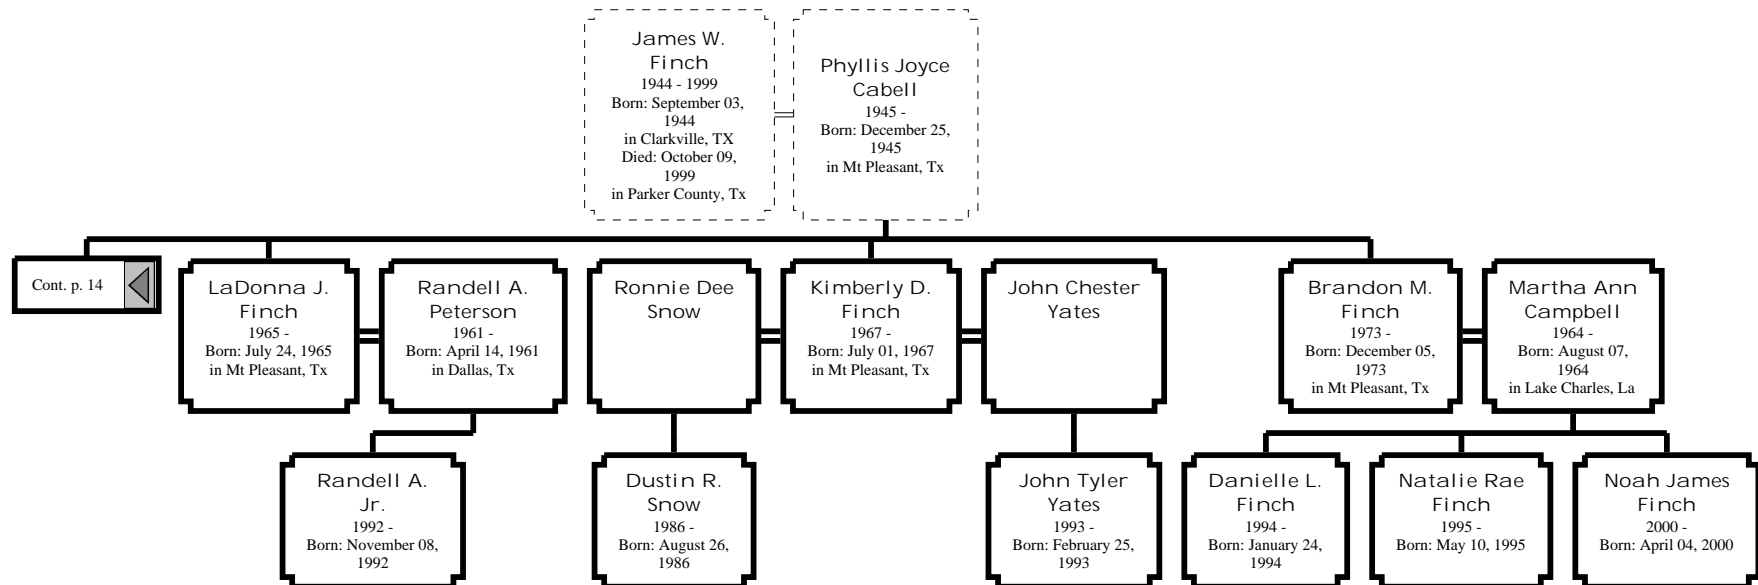 James W.
Finch
1944 - 1999
Born: September 03,
1944
in Clarkville, TX
Died: October 09,
1999
in Parker County, Tx
Phyllis Joyce
Cabell
1945 -
Born: December 25,
1945
in Mt Pleasant, Tx
Cont. p. 14
LaDonna J.
Finch
1965 -
Born: July 24, 1965
in Mt Pleasant, Tx
Randell A.
Peterson
1961 -
Born: April 14, 1961
in Dallas, Tx
Ronnie Dee
Snow
Kimberly D.
Finch
1967 -
Born: July 01, 1967
in Mt Pleasant, Tx
John Chester
Yates
Brandon M.
Finch
1973 -
Born: December 05,
1973
in Mt Pleasant, Tx
Martha Ann
Campbell
1964 -
Born: August 07,
1964
in Lake Charles, La
Randell A.
Jr.
1992 -
Born: November 08,
1992
Dustin R.
Snow
1986 -
Born: August 26,
1986
John Tyler
Yates
1993 -
Born: February 25,
1993
Danielle L.
Finch
1994 -
Born: January 24,
1994
Natalie Rae
Finch
1995 -
Born: May 10, 1995
Noah James
Finch
2000 -
Born: April 04, 2000